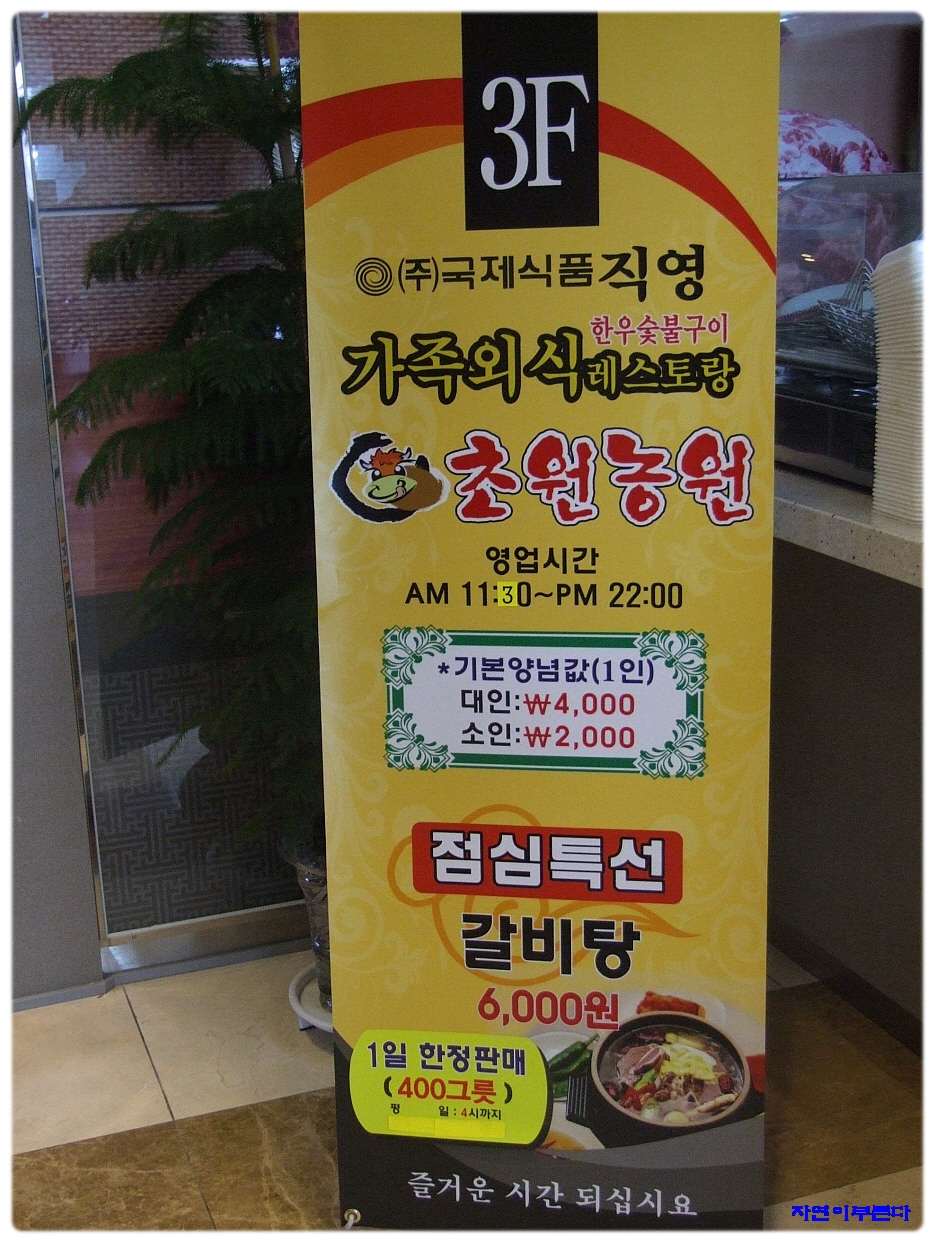 3F
(주)국제식품직영
한우숯불구이
가족외식레스토랑
초원농원
영업시간
AM 11:30~PM 22:00
*기본양념값(1인)
대인:₩4,000
소인:₩2,000
점심특선
갈비탕
6,000원
1일 한정판매
(400그릇)
평 일 : 4시까지
즐거운 시간 되십시요
자연이부른다